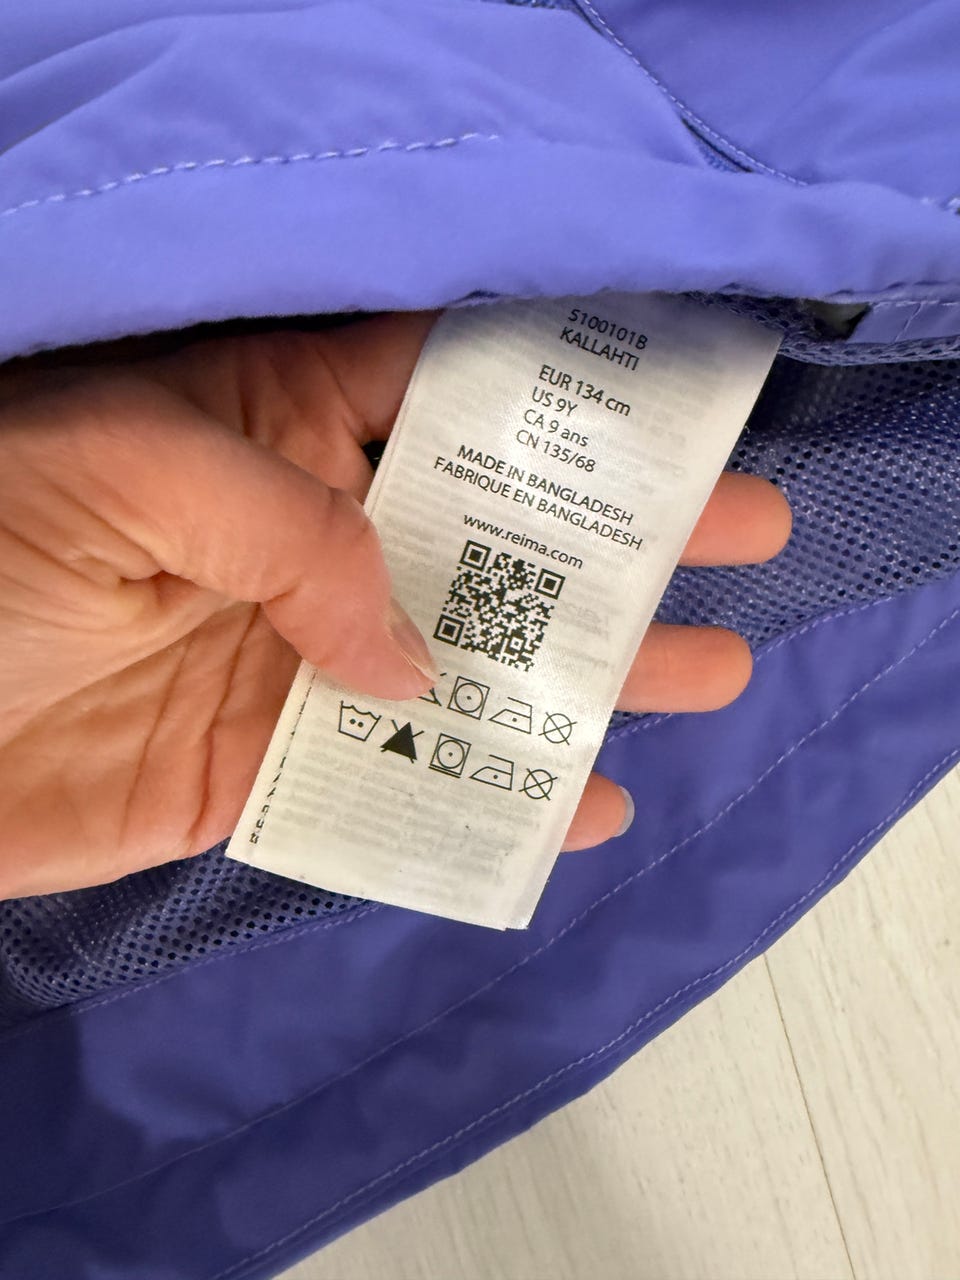 5100101B
KALLAHTI
EUR 134 cm
US 9Y
CA 9 ans
CN 135/68
MADE IN BANGLADESH
FABRIQUE EN BANGLADESH
www.reima.com